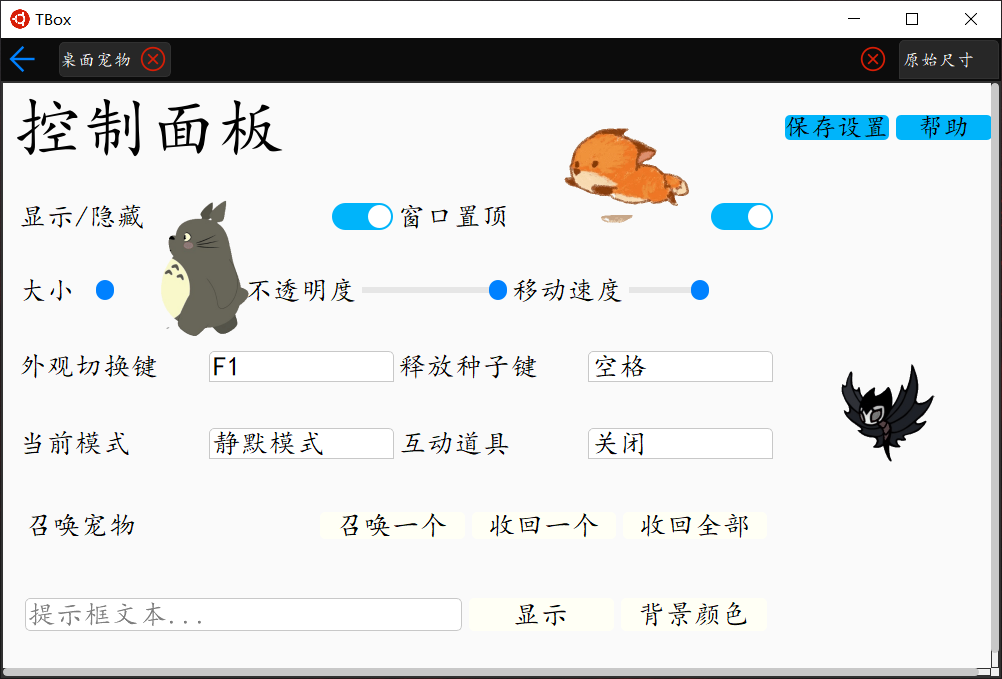 TBox
桌面宠物 原始尺寸
控制面板 保存设置 帮助
显示/隐藏 窗口置顶
大小 不透明度 移动速度
外观切换键 F1 释放种子键 空格
当前模式 静默模式 互动道具 关闭
召唤宠物 召唤一个 收回一个 收回全部
提示框文本... 显示 背景颜色